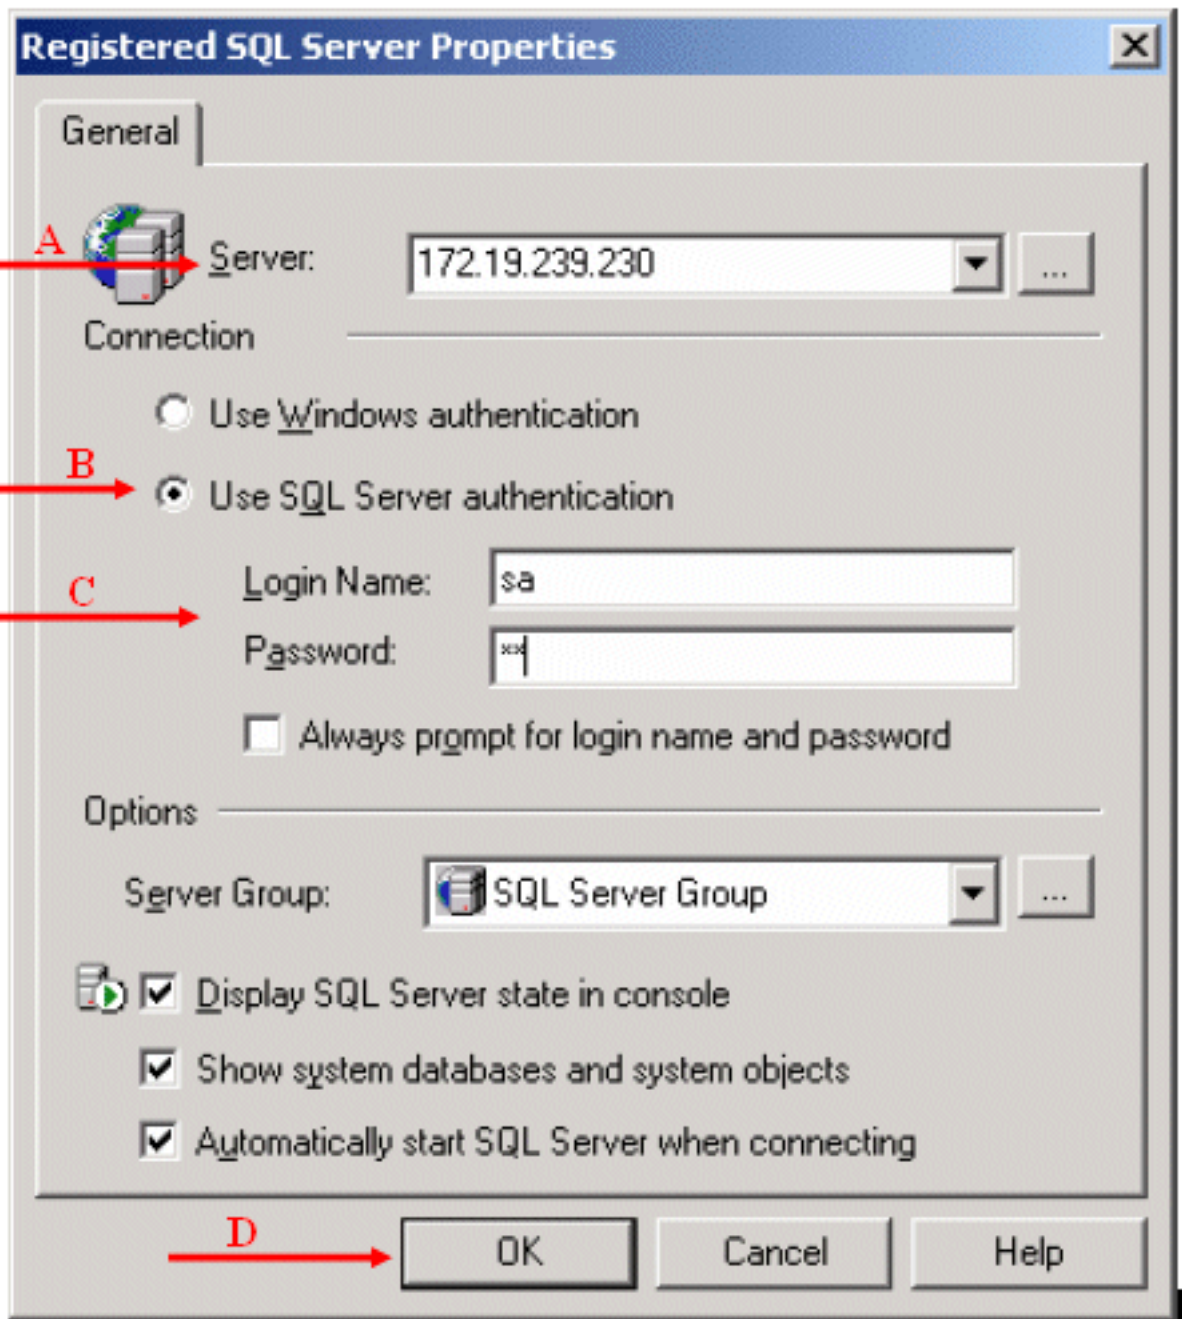 Registered SQL Server Properties
General
A
Server: 172.19.239.230 ...
Connection
Use Windows authentication
B
Use SQL Server authentication
Login Name: sa
C
Password: **
Always prompt for login name and password
Options
Server Group: SQL Server Group ...
Display SQL Server state in console
Show system databases and system objects
Automatically start SQL Server when connecting
D
OK Cancel Help